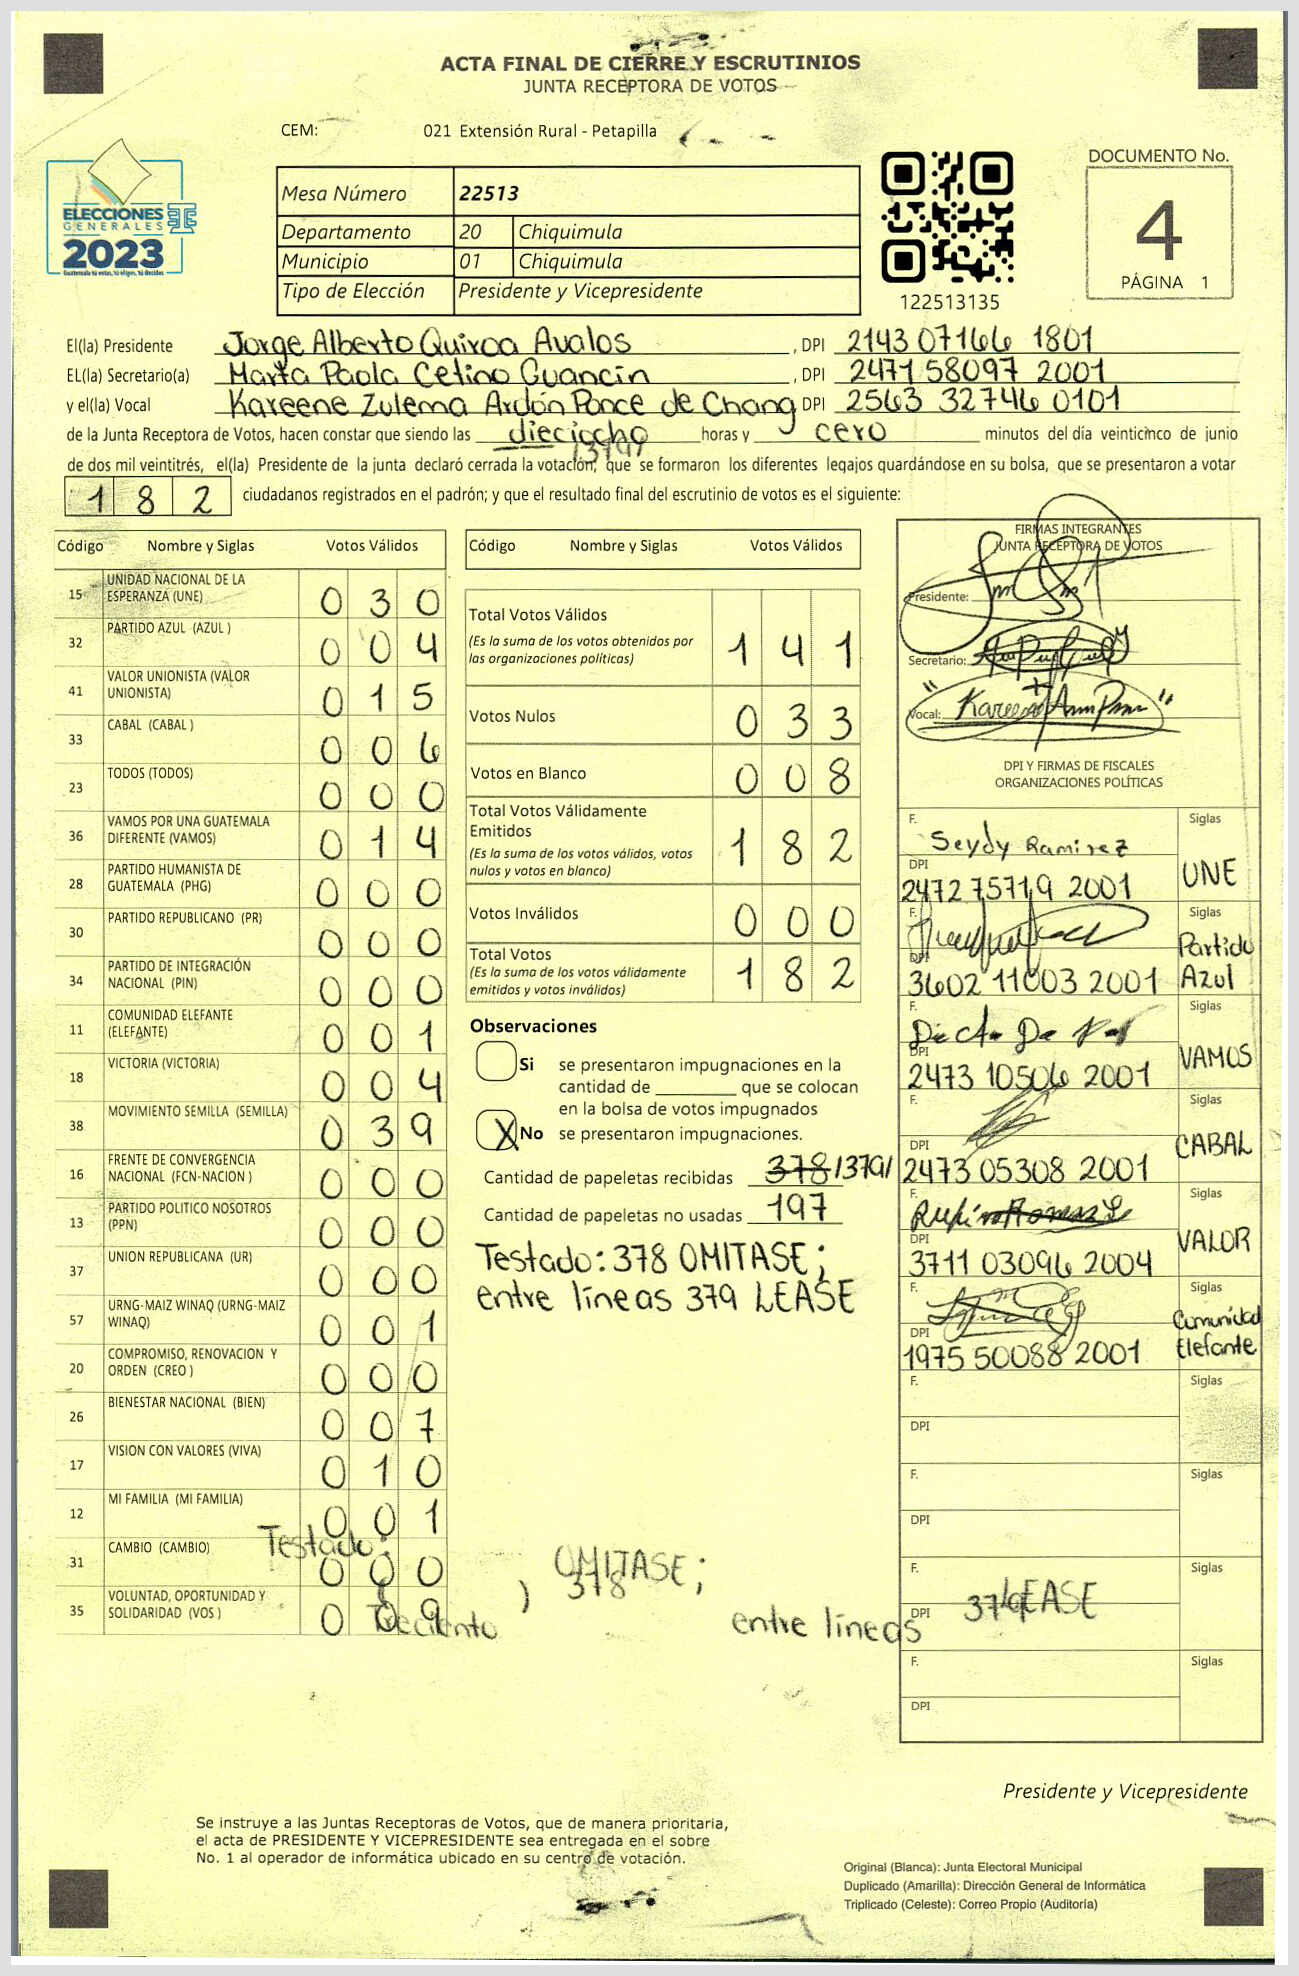 ACTA FINAL DE CIERRE Y ESCRUTINIOS
JUNTA RECEPTORA DE VOTOS
CEM: 021 Extensión Rural - Petapilla
ELECCIONES
GENERALES
2023
Guatemala tú votas, tú eliges, tú decides
Mesa Número 22513
Departamento 20 Chiquimula
Municipio 01 Chiquimula
Tipo de Elección Presidente y Vicepresidente
122513135
DOCUMENTO No.
4
PÁGINA 1
El(la) Presidente Jorge Alberto Quiroa Avalos, DPI 2143 07166 1801
EL(la) Secretario(a) Marta Paola Cetino Guancin, DPI 2471 58097 2001
y el(la) Vocal Kareene Zulema Ardón Ponce de Chang DPI 2563 32746 0101
de la Junta Receptora de Votos, hacen constar que siendo las dieciocho horas y cero minutos del día veinticinco de junio
de dos mil veintitrés, el(la) Presidente de la junta declaró cerrada la votación; que se formaron los diferentes legajos guardándose en su bolsa, que se presentaron a votar
182 ciudadanos registrados en el padrón; y que el resultado final del escrutinio de votos es el siguiente:
Código Nombre y Siglas Votos Válidos
15 UNIDAD NACIONAL DE LA ESPERANZA (UNE) 0 3 0
32 PARTIDO AZUL (AZUL ) 0 0 4
41 VALOR UNIONISTA (VALOR UNIONISTA) 0 1 5
33 CABAL (CABAL ) 0 0 6
23 TODOS (TODOS) 0 0 0
36 VAMOS POR UNA GUATEMALA DIFERENTE (VAMOS) 0 1 4
28 PARTIDO HUMANISTA DE GUATEMALA (PHG) 0 0 0
30 PARTIDO REPUBLICANO (PR) 0 0 0
34 PARTIDO DE INTEGRACIÓN NACIONAL (PIN) 0 0 0
11 COMUNIDAD ELEFANTE (ELEFANTE) 0 0 1
18 VICTORIA (VICTORIA) 0 0 4
38 MOVIMIENTO SEMILLA (SEMILLA) 0 3 9
16 FRENTE DE CONVERGENCIA NACIONAL (FCN-NACION ) 0 0 0
13 PARTIDO POLITICO NOSOTROS (PPN) 0 0 0
37 UNION REPUBLICANA (UR) 0 0 0
57 URNG-MAIZ WINAQ (URNG-MAIZ WINAQ) 0 0 1
20 COMPROMISO, RENOVACION Y ORDEN (CREO ) 0 0 0
26 BIENESTAR NACIONAL (BIEN) 0 0 7
17 VISION CON VALORES (VIVA) 0 1 0
12 MI FAMILIA (MI FAMILIA) 0 0 1
31 CAMBIO (CAMBIO) 0 0 0
35 VOLUNTAD, OPORTUNIDAD Y SOLIDARIDAD (VOS ) 0 0 9
Código Nombre y Siglas Votos Válidos
Total Votos Válidos 1 4 1
(Es la suma de los votos obtenidos por
las organizaciones políticas)
Votos Nulos 0 3 3
Votos en Blanco 0 0 8
Total Votos Válidamente
Emitidos 1 8 2
(Es la suma de los votos válidos, votos
nulos y votos en blanco)
Votos Inválidos 0 0 0
Total Votos 1 8 2
(Es la suma de los votos válidamente
emitidos y votos inválidos)
Observaciones
Si se presentaron impugnaciones en la
cantidad de ________ que se colocan
en la bolsa de votos impugnados
X No se presentaron impugnaciones.
Cantidad de papeletas recibidas 378 /379/
Cantidad de papeletas no usadas 197
Testado: 378 OMITASE;
entre líneas 379 LEASE
Testado: 378 OMITASE;
entre líneas 379 LEASE
FIRMAS INTEGRANTES
JUNTA RECEPTORA DE VOTOS
Presidente:
Secretario:
Vocal:
DPI Y FIRMAS DE FISCALES
ORGANIZACIONES POLÍTICAS
F. Seydy Ramirez Siglas
DPI 2472 75719 2001 UNE
F. Siglas
DPI 3602 11003 2001 Partido Azul
F. Siglas
DPI 2473 10506 2001 VAMOS
F. Siglas
DPI 2473 05308 2001 CABAL
F. Siglas
DPI 3711 03096 2004 VALOR
F. Siglas
DPI 1975 50088 2001 Comunidad Elefante
F. Siglas
DPI
F. Siglas
DPI
F. Siglas
DPI
F. Siglas
DPI
Presidente y Vicepresidente
Se instruye a las Juntas Receptoras de Votos, que de manera prioritaria,
el acta de PRESIDENTE Y VICEPRESIDENTE sea entregada en el sobre
No. 1 al operador de informática ubicado en su centro de votación.
Original (Blanca): Junta Electoral Municipal
Duplicado (Amarilla): Dirección General de Informática
Triplicado (Celeste): Correo Propio (Auditoría)